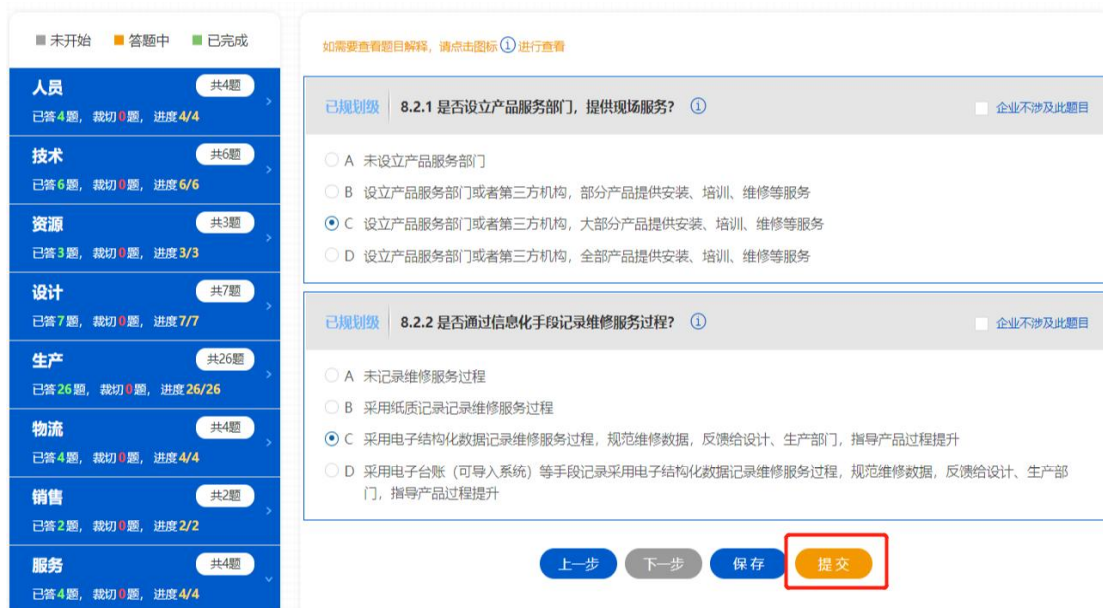 未开始 答题中 已完成
人员 共4题
已答4题，裁切0题，进度4/4
技术 共6题
已答6题，裁切0题，进度6/6
资源 共3题
已答3题，裁切0题，进度3/3
设计 共7题
已答7题，裁切0题，进度7/7
生产 共26题
已答26题，裁切0题，进度26/26
物流 共4题
已答4题，裁切0题，进度4/4
销售 共2题
已答2题，裁切0题，进度2/2
服务 共4题
已答4题，裁切0题，进度4/4
如需要查看题目解释，请点击图标ⓘ进行查看
已规划级 8.2.1 是否设立产品服务部门，提供现场服务？ ⓘ 企业不涉及此题目
A 未设立产品服务部门
B 设立产品服务部门或者第三方机构，部分产品提供安装、培训、维修等服务
C 设立产品服务部门或者第三方机构，大部分产品提供安装、培训、维修等服务
D 设立产品服务部门或者第三方机构，全部产品提供安装、培训、维修等服务
已规划级 8.2.2 是否通过信息化手段记录维修服务过程？ ⓘ 企业不涉及此题目
A 未记录维修服务过程
B 采用纸质记录记录维修服务过程
C 采用电子结构化数据记录维修服务过程，规范维修数据，反馈给设计、生产部门，指导产品过程提升
D 采用电子台账（可导入系统）等手段记录采用电子结构化数据记录维修服务过程，规范维修数据，反馈给设计、生产部
门，指导产品过程提升
上一步 下一步 保存 提交